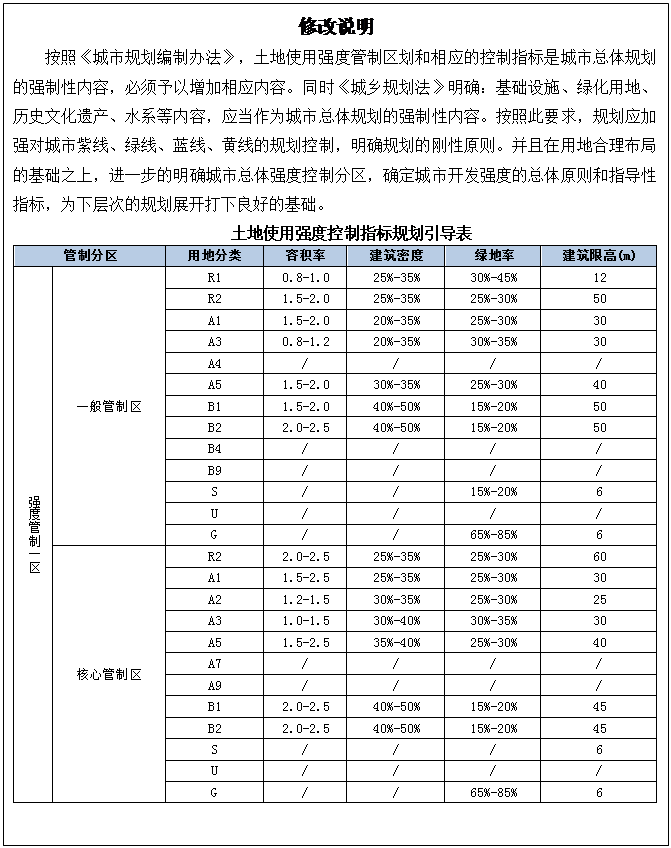 修改说明
按照《城市规划编制办法》，土地使用强度管制区划和相应的控制指标是城市总体规划
的强制性内容，必须予以增加相应内容。同时《城乡规划法》明确：基础设施、绿化用地、
历史文化遗产、水系等内容，应当作为城市总体规划的强制性内容。按照此要求，规划应加
强对城市紫线、绿线、蓝线、黄线的规划控制，明确规划的刚性原则。并且在用地合理布局
的基础之上，进一步的明确城市总体强度控制分区，确定城市开发强度的总体原则和指导性
指标，为下层次的规划展开打下良好的基础。
土地使用强度控制指标规划引导表
管制分区 用地分类 容积率 建筑密度 绿地率 建筑限高(m)
强度管制一区
一般管制区
R1 0.8-1.0 25%-35% 30%-45% 12
R2 1.5-2.0 25%-35% 25%-30% 50
A1 1.5-2.0 20%-35% 25%-30% 30
A3 0.8-1.2 20%-35% 30%-35% 30
A4 / / / /
A5 1.5-2.0 30%-35% 25%-30% 40
B1 1.5-2.0 40%-50% 15%-20% 50
B2 2.0-2.5 40%-50% 15%-20% 50
B4 / / / /
B9 / / / /
S / / 15%-20% 6
U / / / /
G / / 65%-85% 6
核心管制区
R2 2.0-2.5 25%-35% 25%-30% 60
A1 1.5-2.5 25%-35% 25%-30% 30
A2 1.2-1.5 30%-35% 25%-30% 25
A3 1.0-1.5 30%-40% 30%-35% 30
A5 1.5-2.5 35%-40% 25%-30% 40
A7 / / / /
A9 / / / /
B1 2.0-2.5 40%-50% 15%-20% 45
B2 2.0-2.5 40%-50% 15%-20% 45
S / / / 6
U / / / /
G / / 65%-85% 6